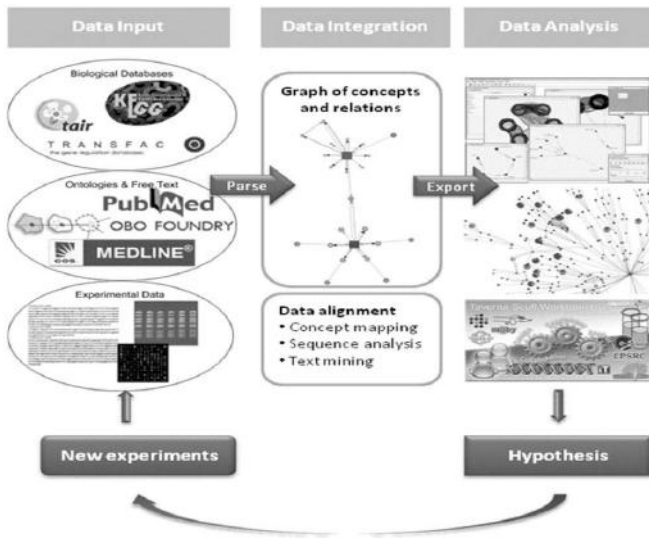 Data Input
Data Integration
Data Analysis
Biological Databases
KEGG
tair
TRANSFAC
the gene regulation database
Ontologies & Free Text
PubMed
OBO FOUNDRY
MEDLINE®
Experimental Data
Parse
Graph of concepts
and relations
Data alignment
• Concept mapping
• Sequence analysis
• Text mining
Export
EPSRC
New experiments
Hypothesis